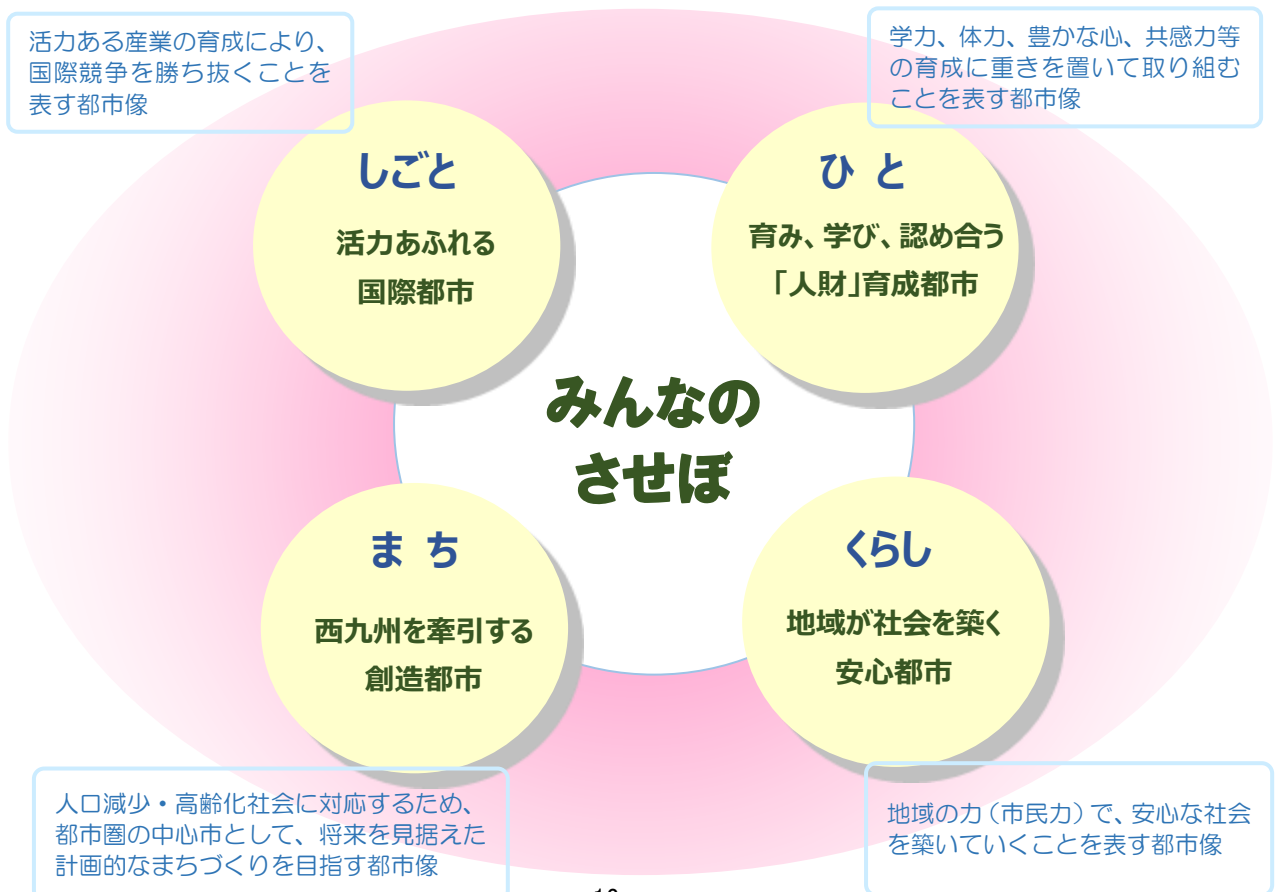 活力ある産業の育成により、
国際競争を勝ち抜くことを
表す都市像
学力、体力、豊かな心、共感力等
の育成に重きを置いて取り組む
ことを表す都市像
しごと
活力あふれる
国際都市
ひ と
育み、学び、認め合う
「人財」育成都市
みんなの
させぼ
ま ち
西九州を牽引する
創造都市
くらし
地域が社会を築く
安心都市
人口減少・高齢化社会に対応するため、
都市圏の中心市として、将来を見据えた
計画的なまちづくりを目指す都市像
地域の力（市民力）で、安心な社会
を築いていくことを表す都市像